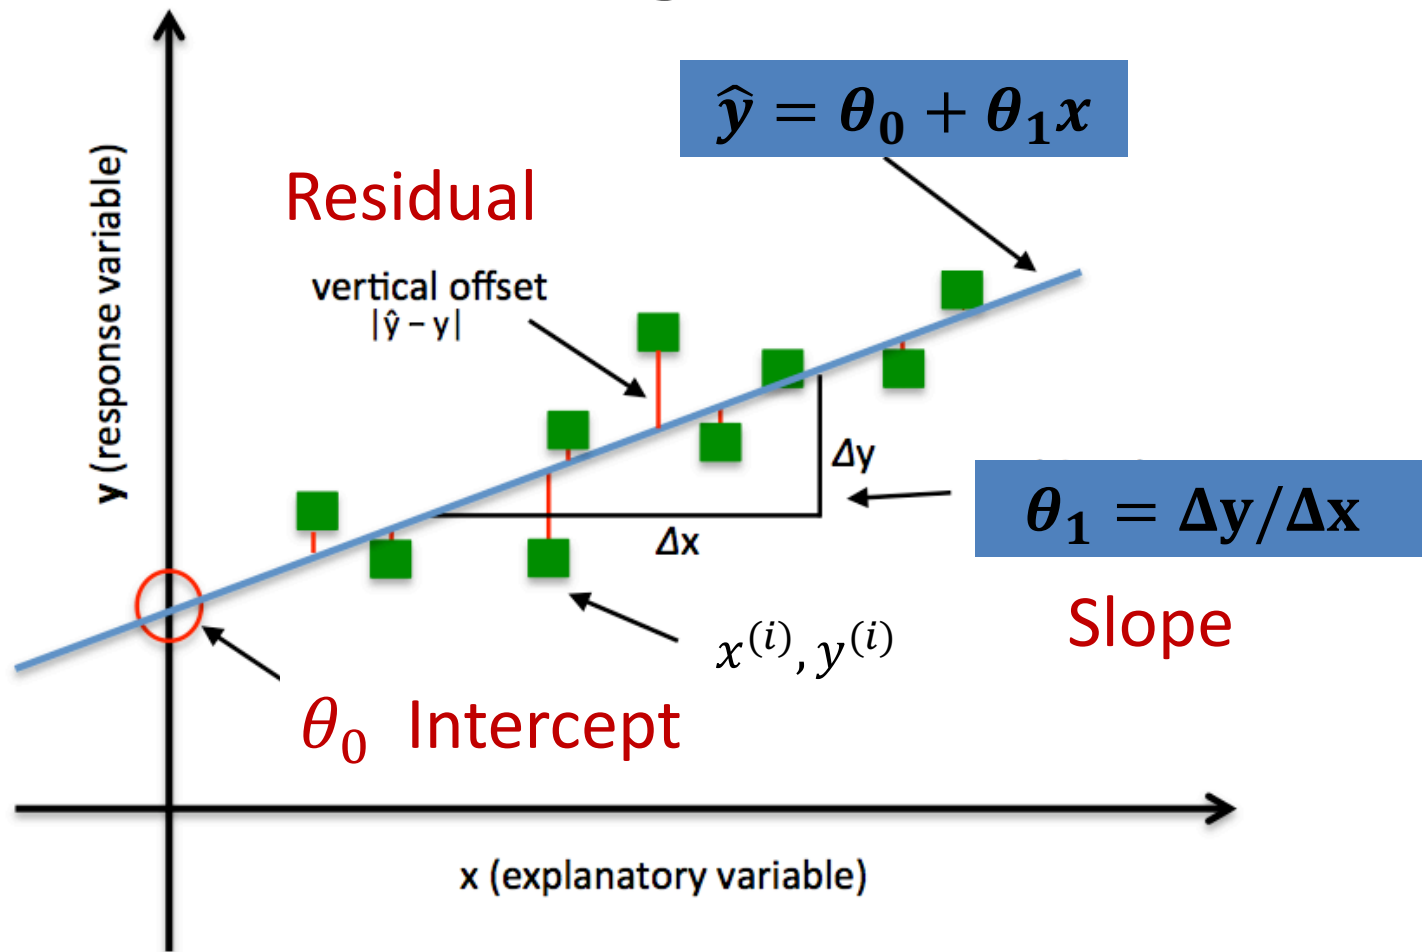 ŷ = θ₀ + θ₁x
Residual
vertical offset
|ŷ – y|
y (response variable)
Δy
θ₁ = Δy/Δx
Δx
Slope
x⁽ⁱ⁾, y⁽ⁱ⁾
θ₀ Intercept
x (explanatory variable)